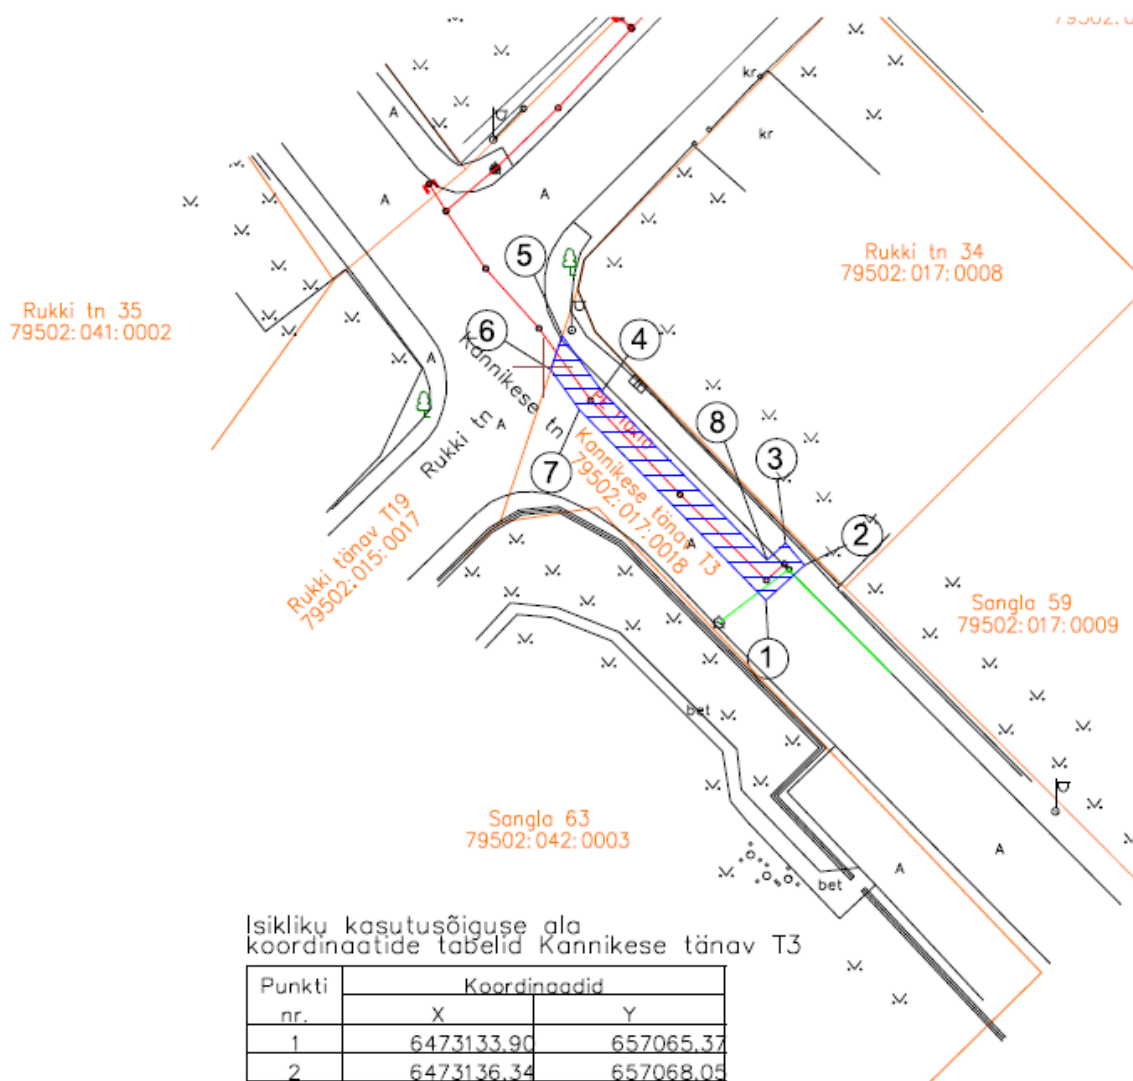 79502:0
kr
kr
A
A
A
Rukki tn 34
79502:017:0008
5
Rukki tn 35
79502:041:0002
6
4
A
Kannikese tn
A
Rukki tn
8
3
7
Kannikese tänav T3
79502:017:0018
2
Rukki tänav T19
79502:015:0017
A
Sangla 59
79502:017:0009
1
bet
Sangla 63
79502:042:0003
A
A
bet
Isikliku kasutusõiguse ala
koordinaatide tabelid Kannikese tänav T3
Punkti nr. Koordinaadid
X Y
1 6473133.90 657065.37
2 6473136.34 657068.05